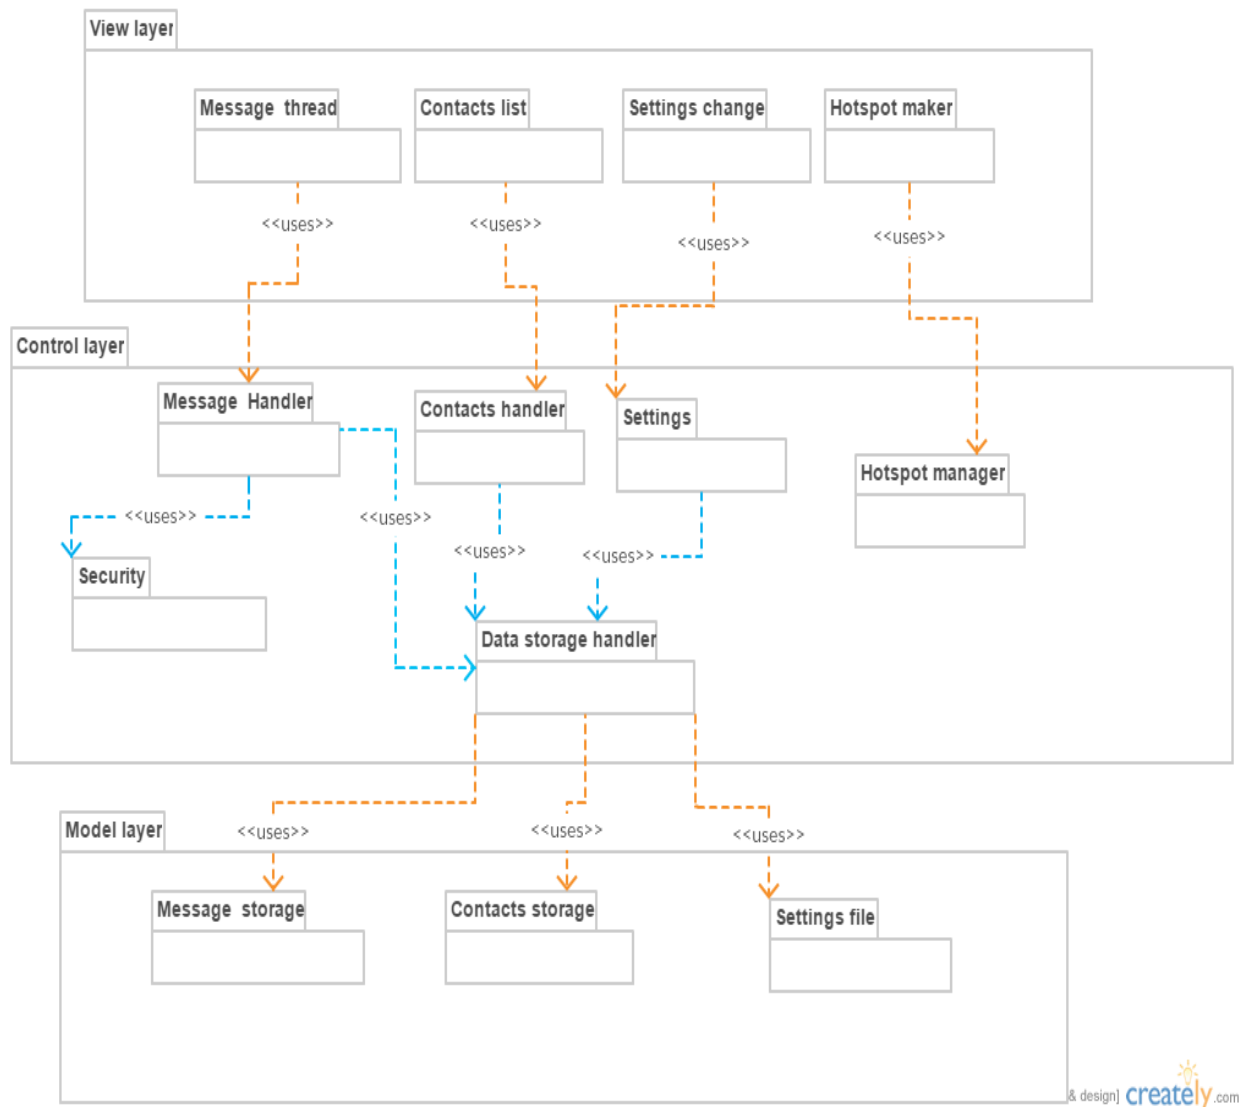 View layer
Message  thread
Contacts list
Settings change
Hotspot maker
<<uses>>
<<uses>>
<<uses>>
<<uses>>
Control layer
Message  Handler
Contacts handler
Settings
Hotspot manager
<<uses>>
<<uses>>
<<uses>>
<<uses>>
Security
Data storage handler
Model layer
<<uses>>
<<uses>>
<<uses>>
Message  storage
Contacts storage
Settings file
& design] creately.com